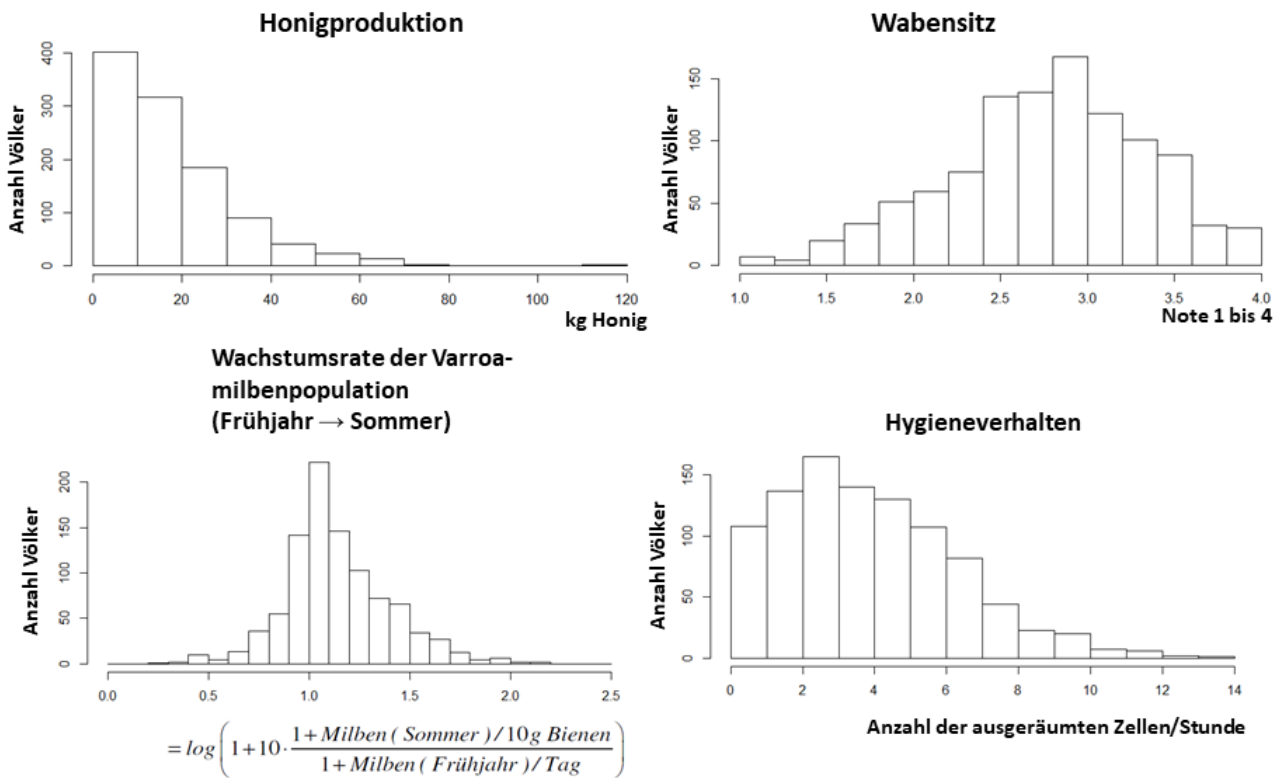 Honigproduktion
Anzahl Völker
0 100 200 300 400
0 20 40 60 80 100 120
kg Honig
Wabensitz
Anzahl Völker
0 50 100 150
1.0 1.5 2.0 2.5 3.0 3.5 4.0
Note 1 bis 4
Wachstumsrate der Varroa-
milbenpopulation
(Frühjahr → Sommer)
Anzahl Völker
0 50 100 150 200
0.0 0.5 1.0 1.5 2.0 2.5
= log ( 1+10 · 1+Milben ( Sommer ) / 10g Bienen
1+Milben ( Frühjahr ) / Tag )
Hygieneverhalten
Anzahl Völker
0 50 100 150
0 2 4 6 8 10 12 14
Anzahl der ausgeräumten Zellen/Stunde